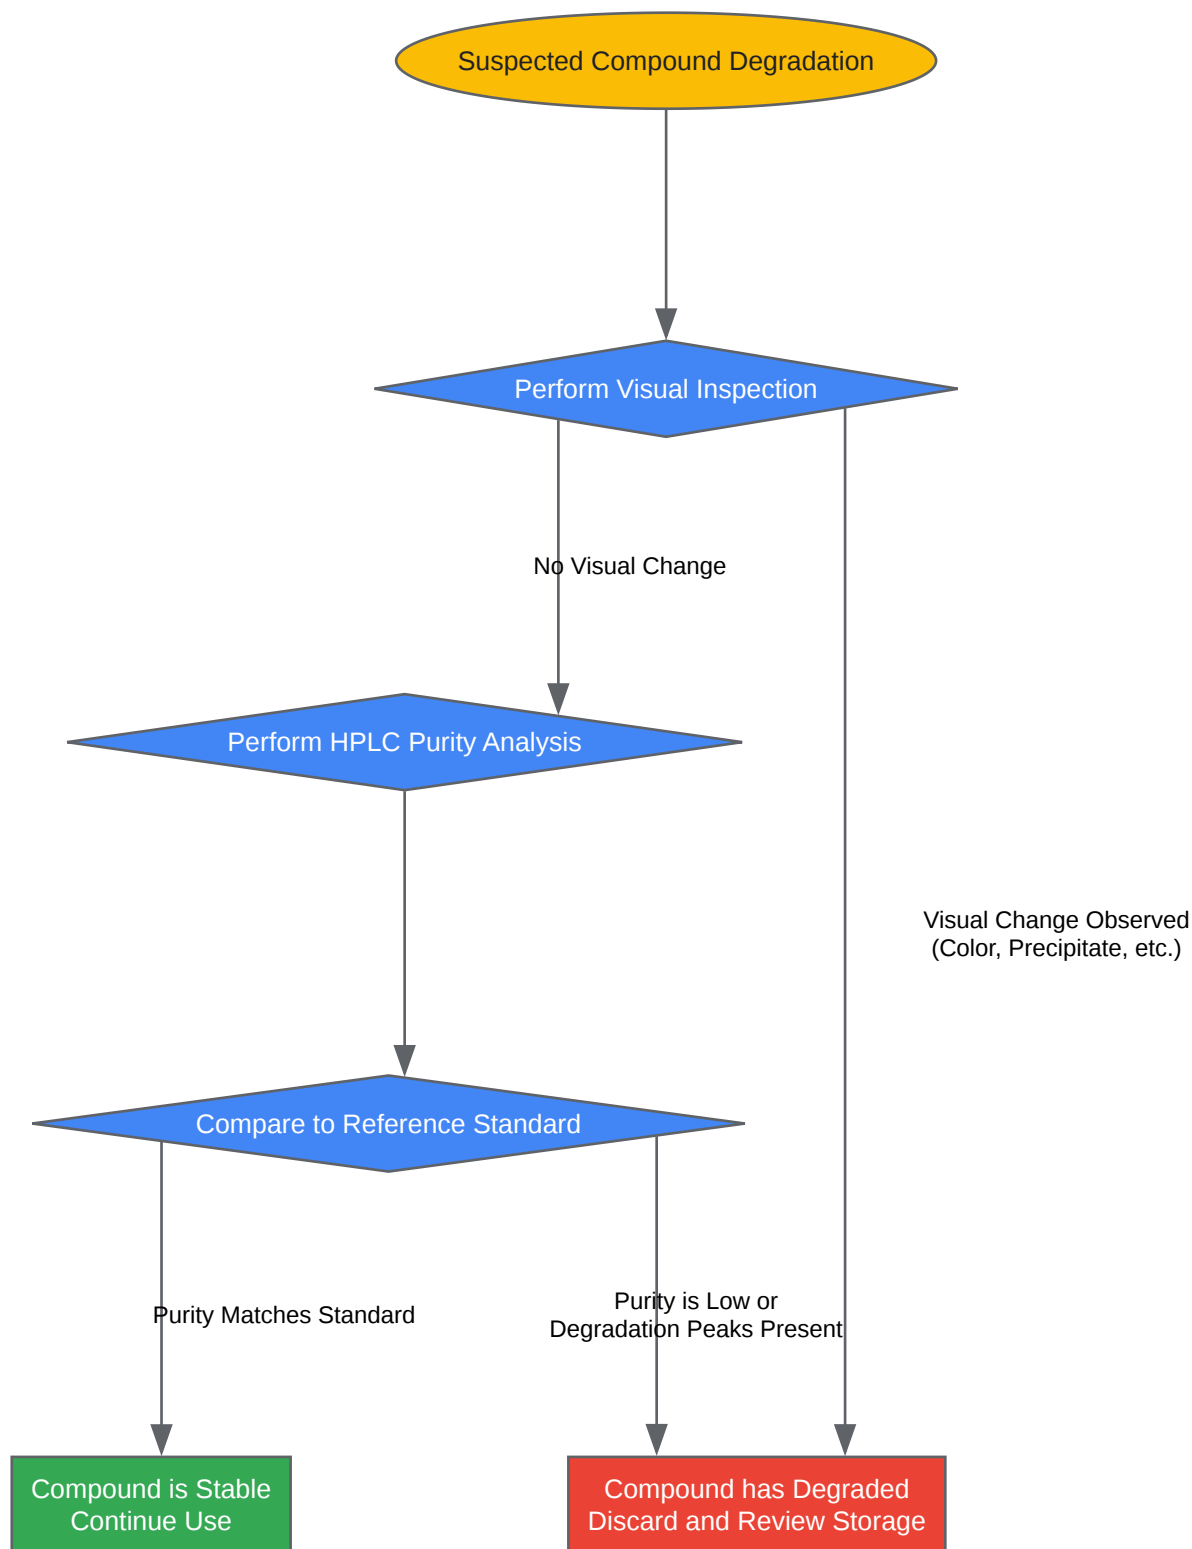 Suspected Compound Degradation
Perform Visual Inspection
No Visual Change
Perform HPLC Purity Analysis
Visual Change Observed
(Color, Precipitate, etc.)
Compare to Reference Standard
Purity Matches Standard
Purity is Low or
Degradation Peaks Present
Compound is Stable
Continue Use
Compound has Degraded
Discard and Review Storage